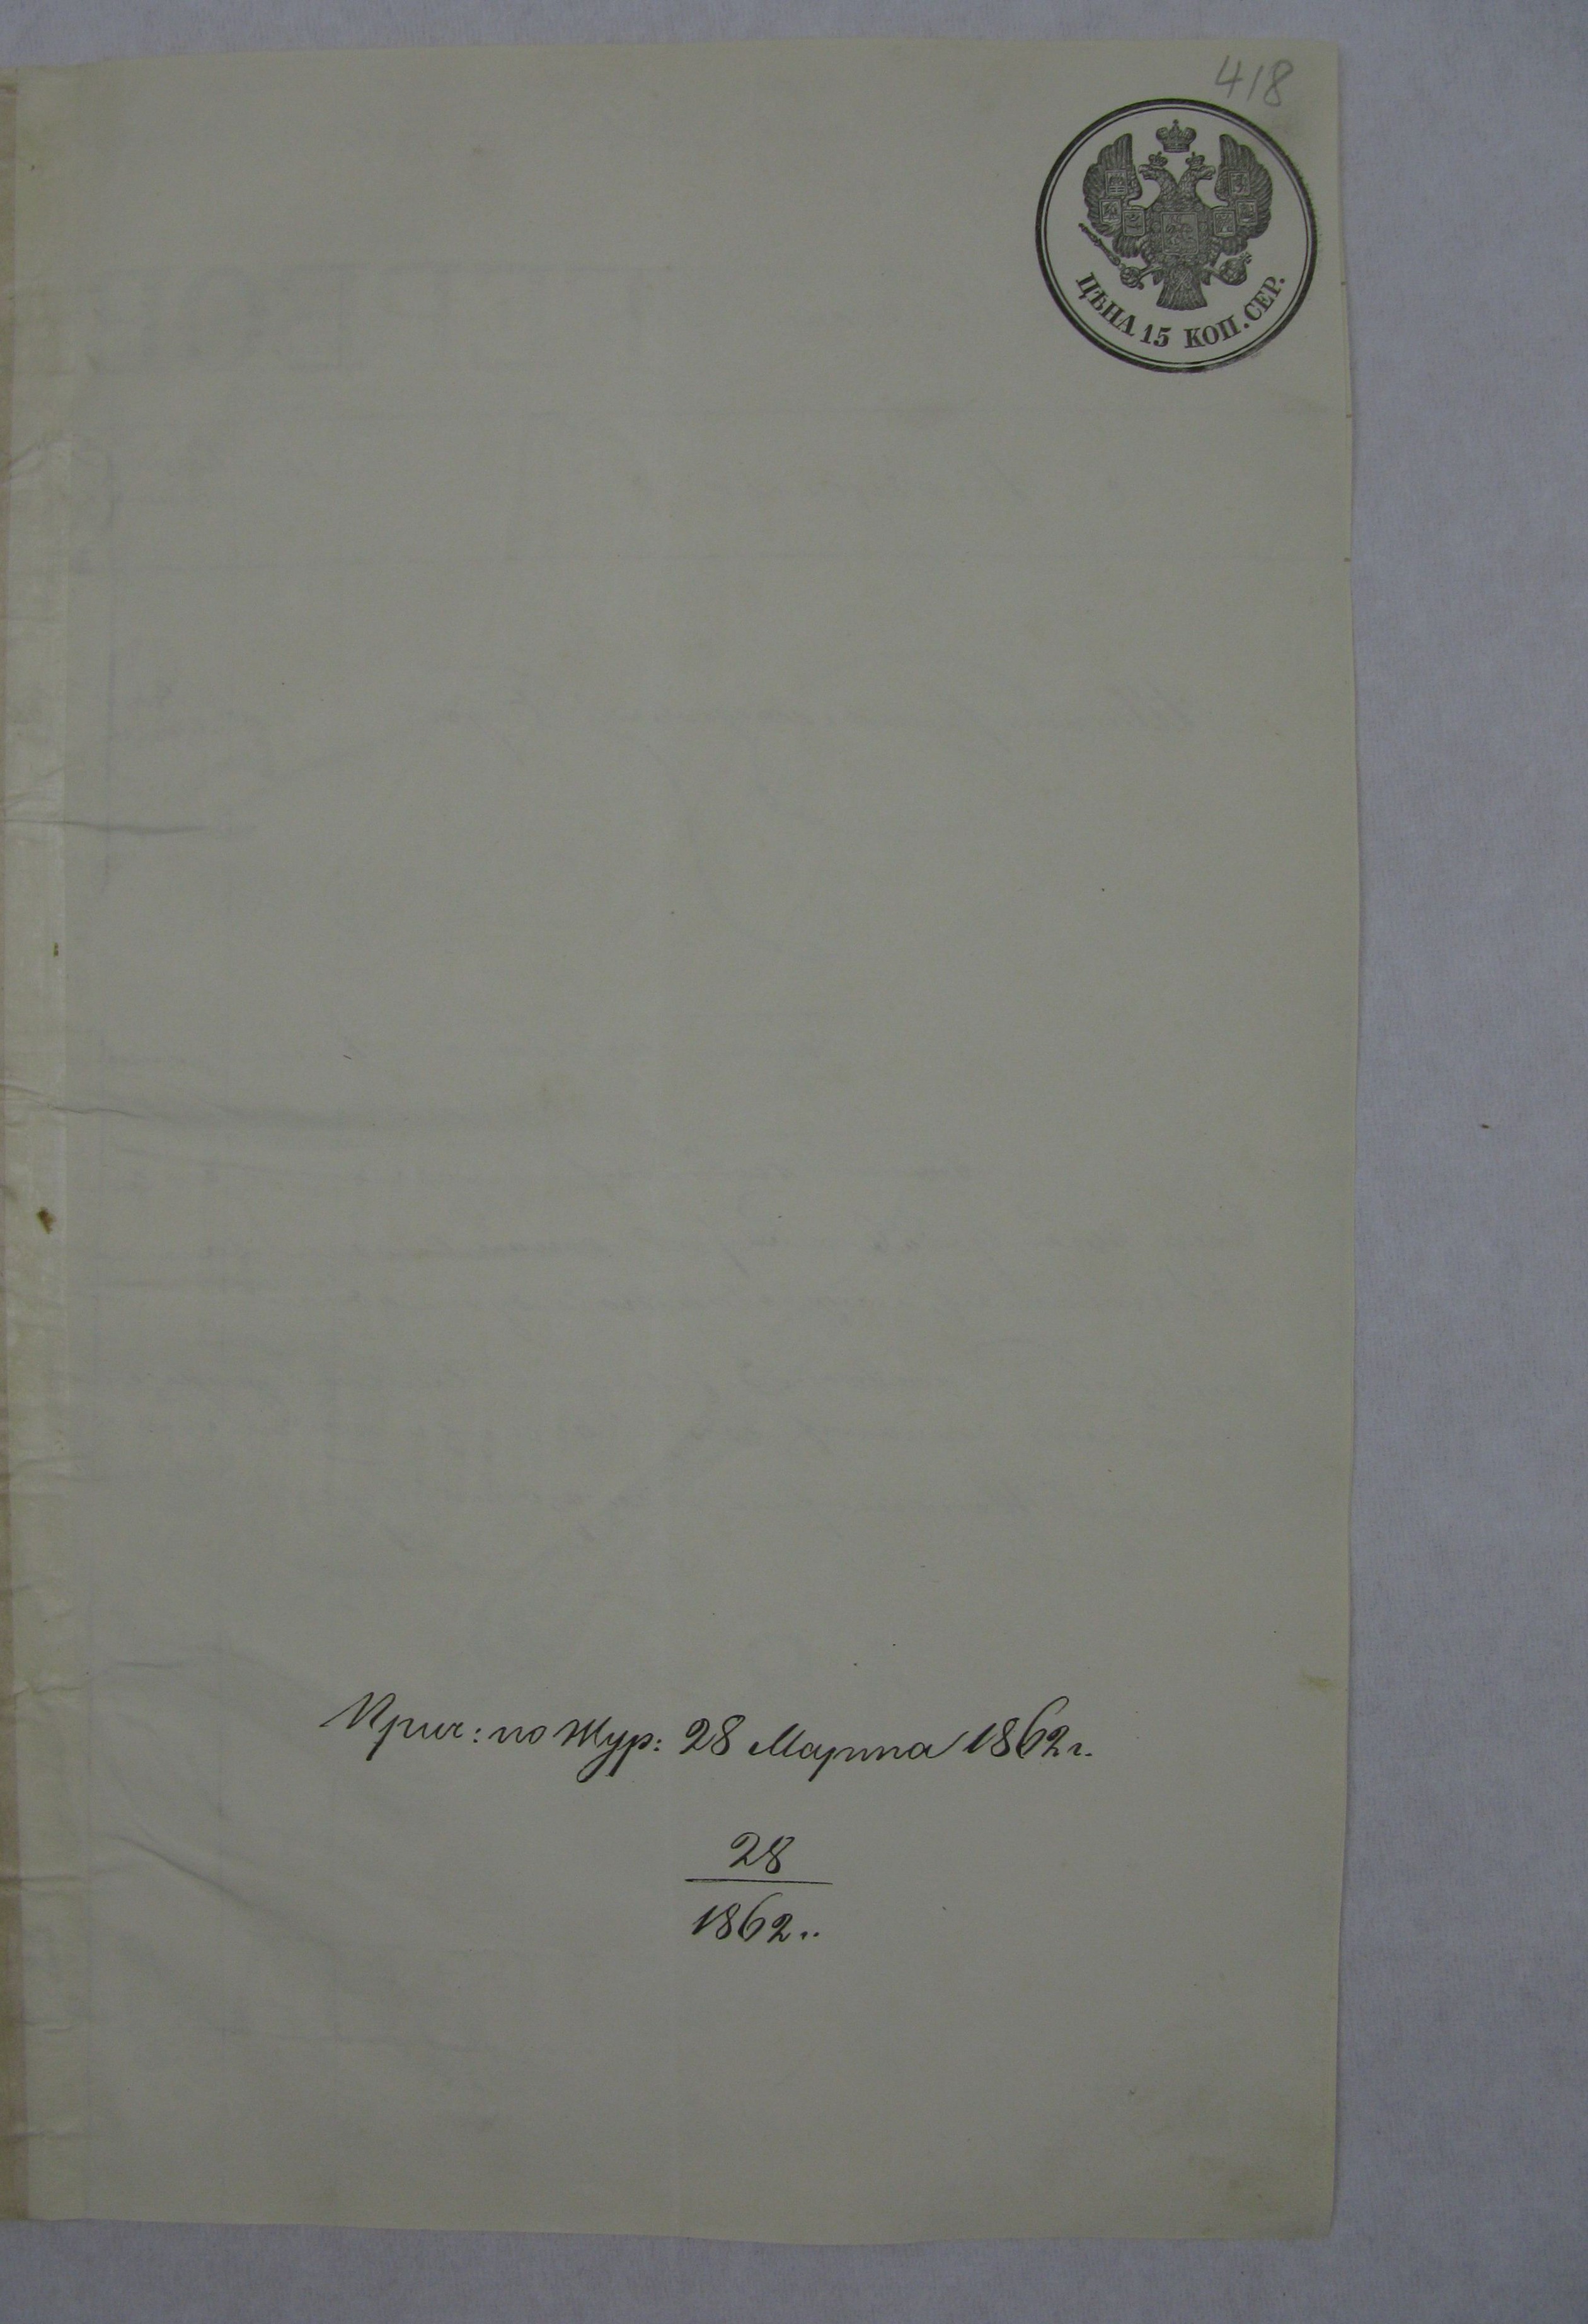 418
ЦѢНА 15 КОП. СЕР.
Прич: по Жур: 28 Марта 1862 г.
28
1862 г.